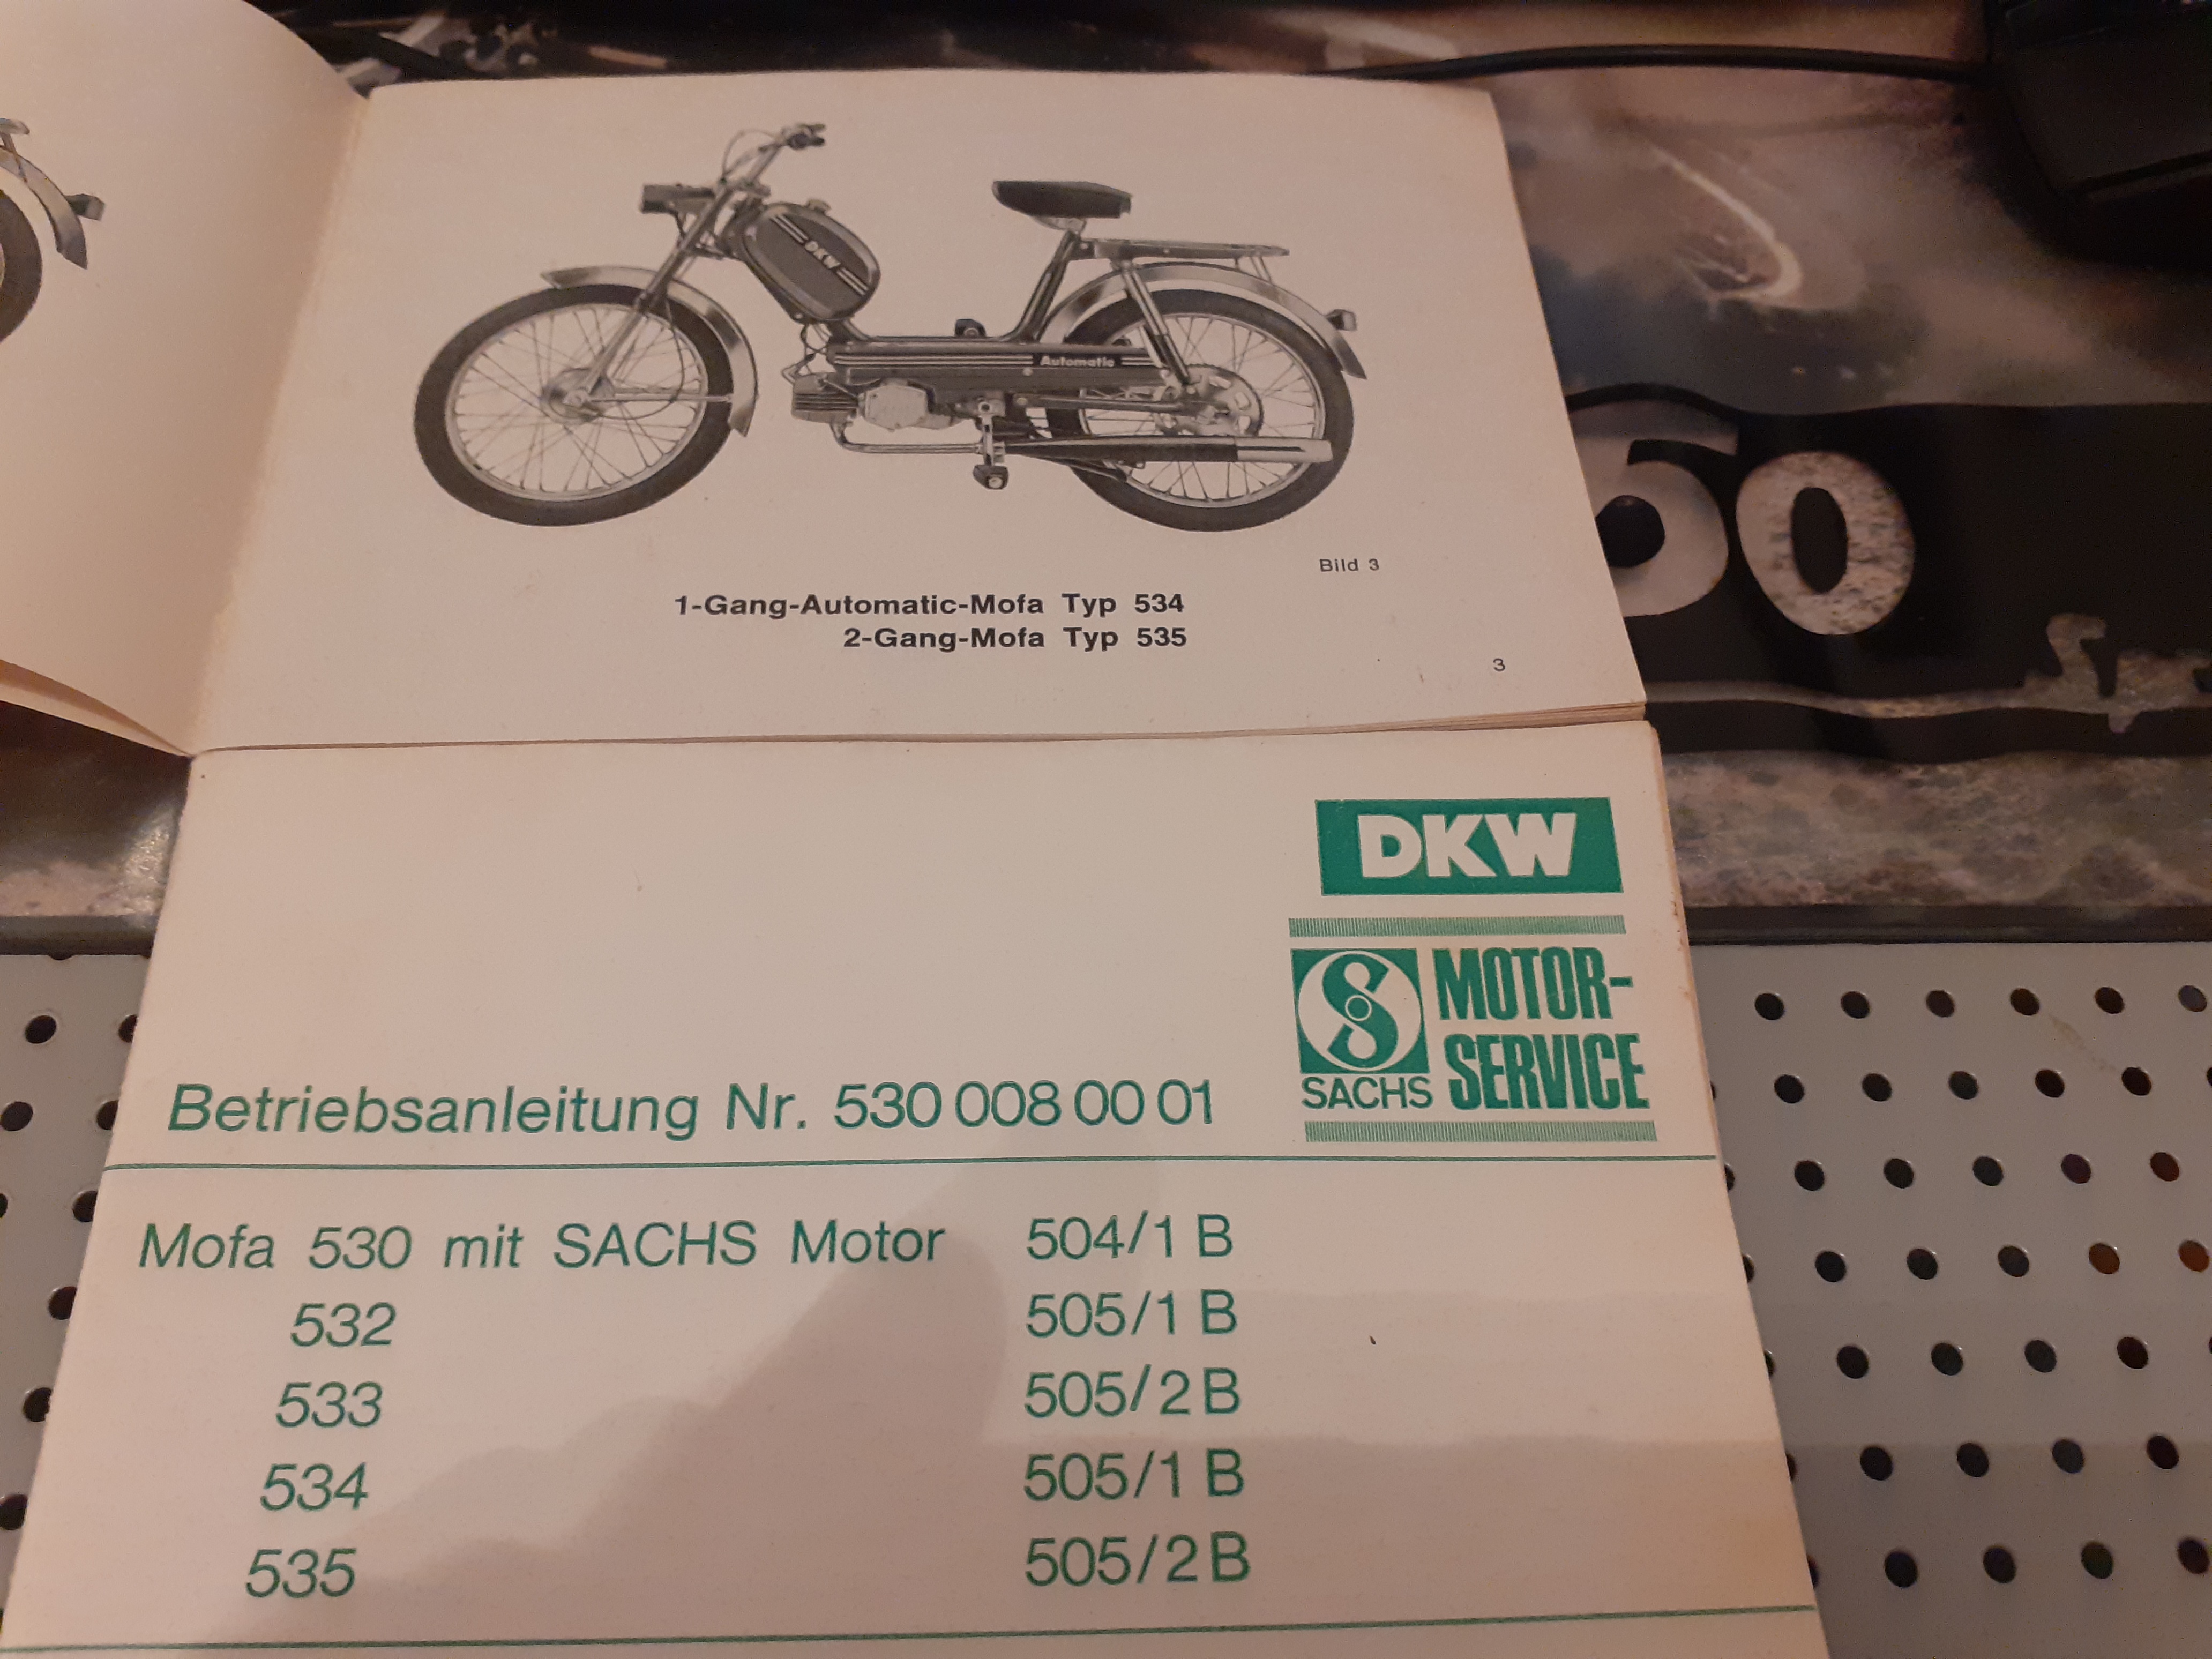 DKW
Automatic
Bild 3
1-Gang-Automatic-Mofa Typ 534
2-Gang-Mofa Typ 535
3
DKW
SACHS
MOTOR-
SERVICE
Betriebsanleitung Nr. 530 008 00 01
Mofa 530 mit SACHS Motor 504/1 B
532 505/1 B
533 505/2 B
534 505/1 B
535 505/2 B